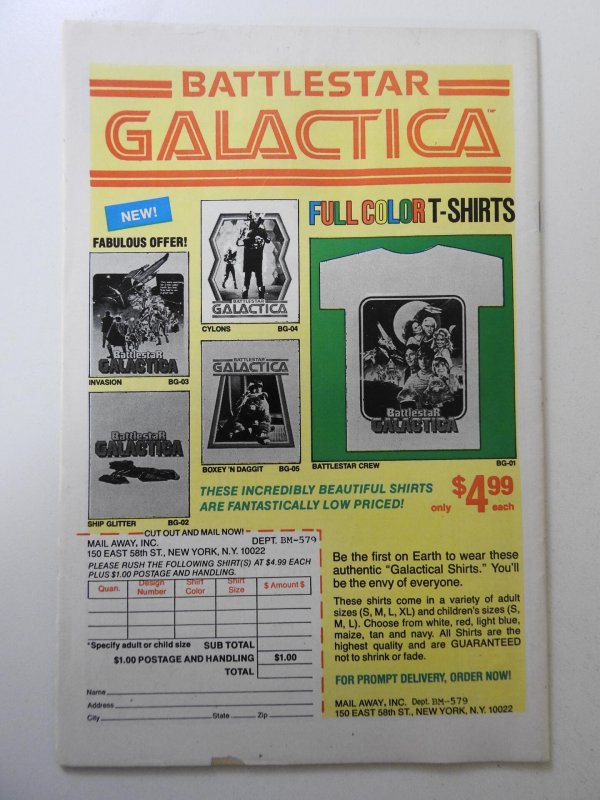 BATTLESTAR
GALACTICA™
NEW!
FABULOUS OFFER!
FULL COLOR T-SHIRTS
BATTLESTAR
GALACTICA
CYLONS BG-04
BattlestaR
GALACTICA
INVASION BG-03
BATTLESTAR
GALACTICA
BOXEY 'N DAGGIT BG-05
BattlestaR
GALACTICA
BATTLESTAR CREW BG-01
BattlestaR
GALACTICA
SHIP GLITTER BG-02
THESE INCREDIBLY BEAUTIFUL SHIRTS
ARE FANTASTICALLY LOW PRICED!
only $4.99 each
CUT OUT AND MAIL NOW!
MAIL AWAY, INC. DEPT. BM-579
150 EAST 58th ST., NEW YORK, N.Y. 10022
PLEASE RUSH THE FOLLOWING SHIRT(S) AT $4.99 EACH
PLUS $1.00 POSTAGE AND HANDLING.
Quan. Design Number Shirt Color Shirt Size $ Amount $
*Specify adult or child size SUB TOTAL
$1.00 POSTAGE AND HANDLING $1.00
TOTAL
Name
Address
City State Zip
Be the first on Earth to wear these
authentic "Galactical Shirts." You'll
be the envy of everyone.
These shirts come in a variety of adult
sizes (S, M, L, XL) and children's sizes (S,
M, L). Choose from white, red, light blue,
maize, tan and navy. All Shirts are the
highest quality and are GUARANTEED
not to shrink or fade.
FOR PROMPT DELIVERY, ORDER NOW!
MAIL AWAY, INC. Dept. BM-579
150 EAST 58th ST., NEW YORK, N.Y. 10022